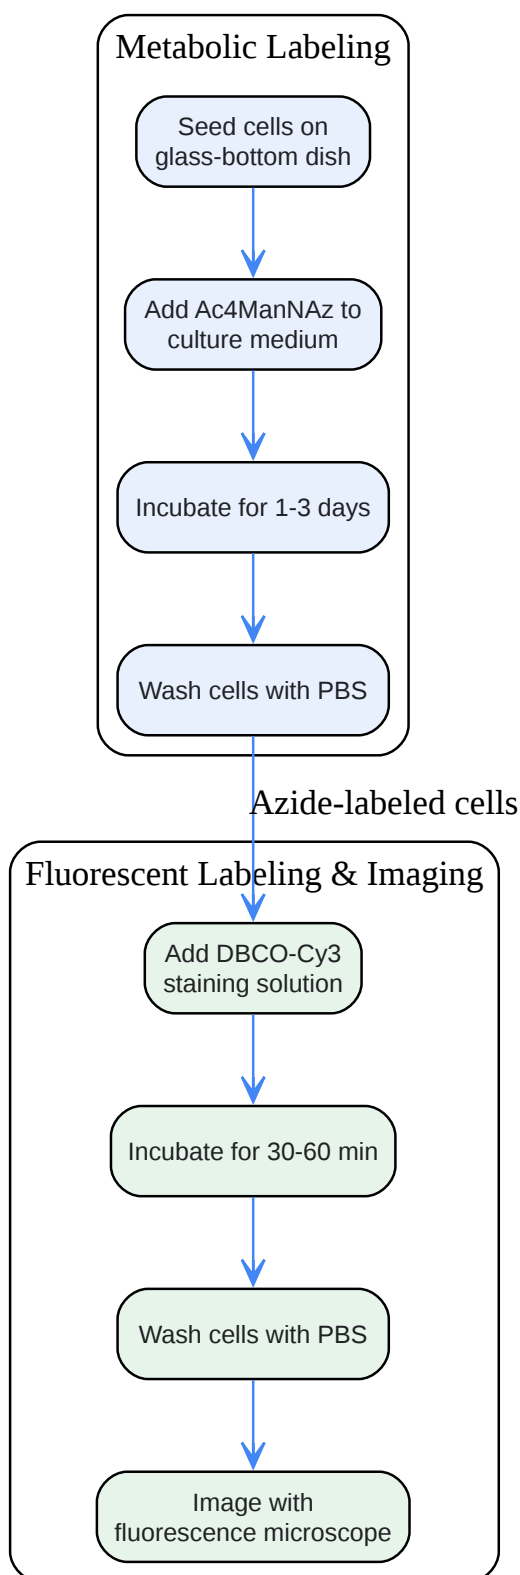 Metabolic Labeling
Seed cells on
glass-bottom dish
Add Ac4ManNAz to
culture medium
Incubate for 1-3 days
Wash cells with PBS
Azide-labeled cells
Fluorescent Labeling & Imaging
Add DBCO-Cy3
staining solution
Incubate for 30-60 min
Wash cells with PBS
Image with
fluorescence microscope